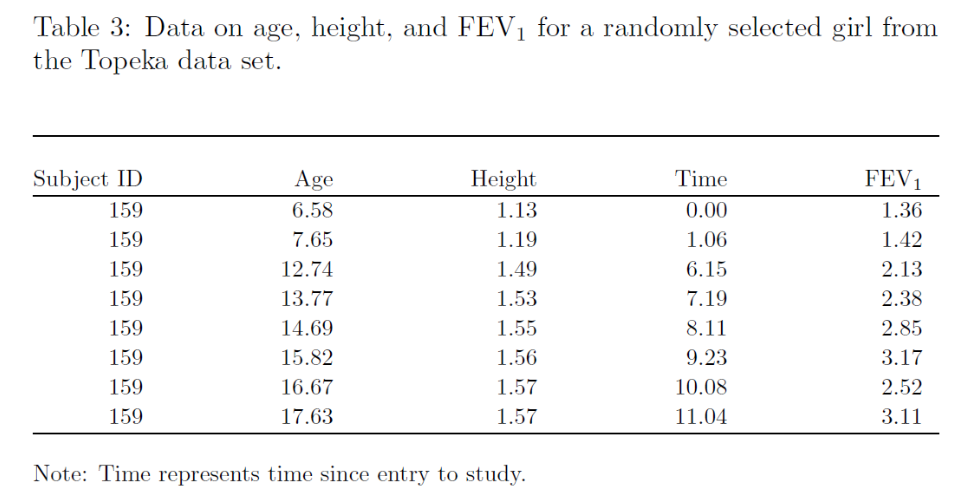 Table 3: Data on age, height, and FEV₁ for a randomly selected girl from
the Topeka data set.
Subject ID Age Height Time FEV₁
159 6.58 1.13 0.00 1.36
159 7.65 1.19 1.06 1.42
159 12.74 1.49 6.15 2.13
159 13.77 1.53 7.19 2.38
159 14.69 1.55 8.11 2.85
159 15.82 1.56 9.23 3.17
159 16.67 1.57 10.08 2.52
159 17.63 1.57 11.04 3.11
Note: Time represents time since entry to study.